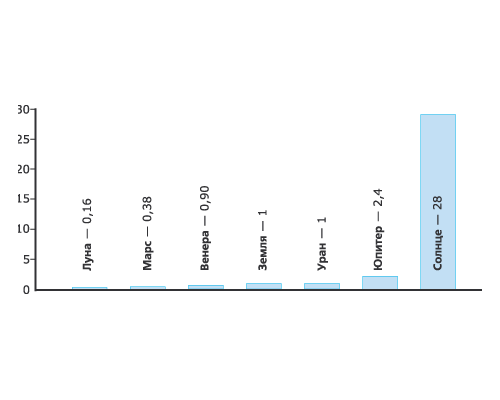 30
25
20
15
10
5
0
Луна — 0,16
Марс — 0,38
Венера — 0,90
Земля — 1
Уран — 1
Юпитер — 2,4
Солнце — 28